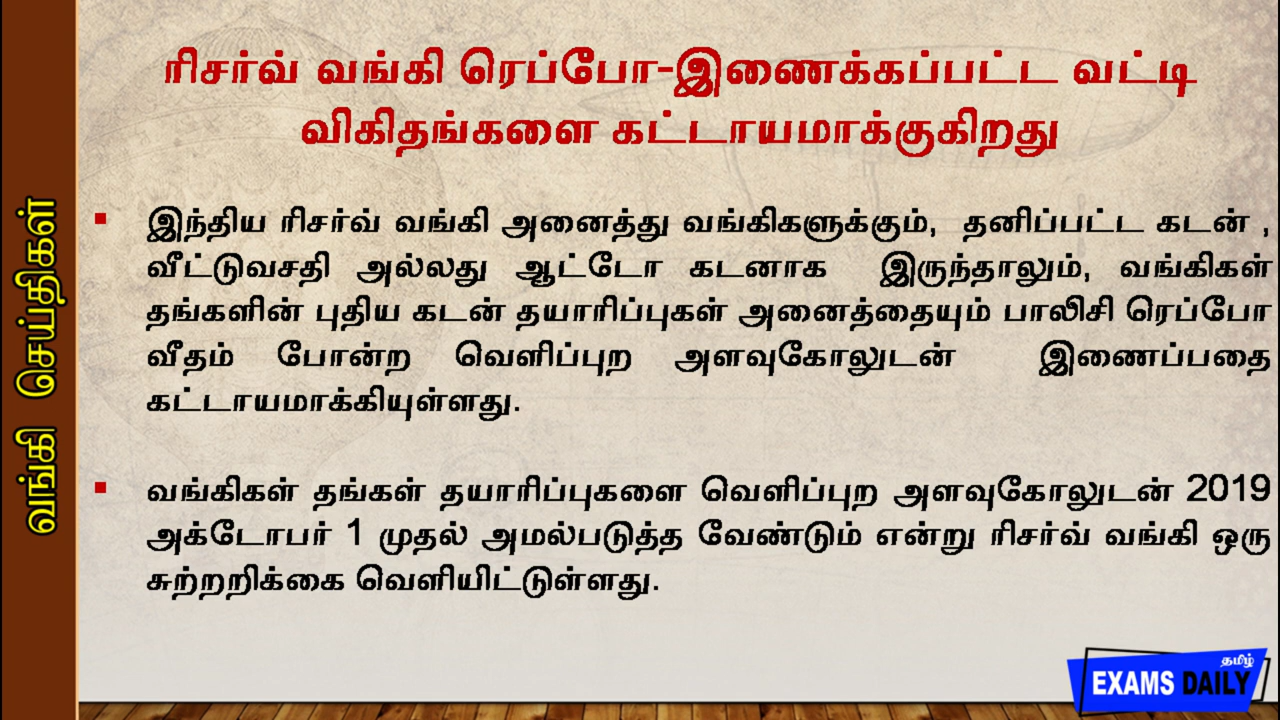 ரிசர்வ் வங்கி ரெப்போ-இணைக்கப்பட்ட வட்டி
விகிதங்களை கட்டாயமாக்குகிறது
வங்கி செய்திகள்
▪ இந்திய ரிசர்வ் வங்கி அனைத்து வங்கிகளுக்கும், தனிப்பட்ட கடன் ,
வீட்டுவசதி அல்லது ஆட்டோ கடனாக இருந்தாலும், வங்கிகள்
தங்களின் புதிய கடன் தயாரிப்புகள் அனைத்தையும் பாலிசி ரெப்போ
வீதம் போன்ற வெளிப்புற அளவுகோலுடன் இணைப்பதை
கட்டாயமாக்கியுள்ளது.
▪ வங்கிகள் தங்கள் தயாரிப்புகளை வெளிப்புற அளவுகோலுடன் 2019
அக்டோபர் 1 முதல் அமல்படுத்த வேண்டும் என்று ரிசர்வ் வங்கி ஒரு
சுற்றறிக்கை வெளியிட்டுள்ளது.
தமிழ்
EXAMS DAILY